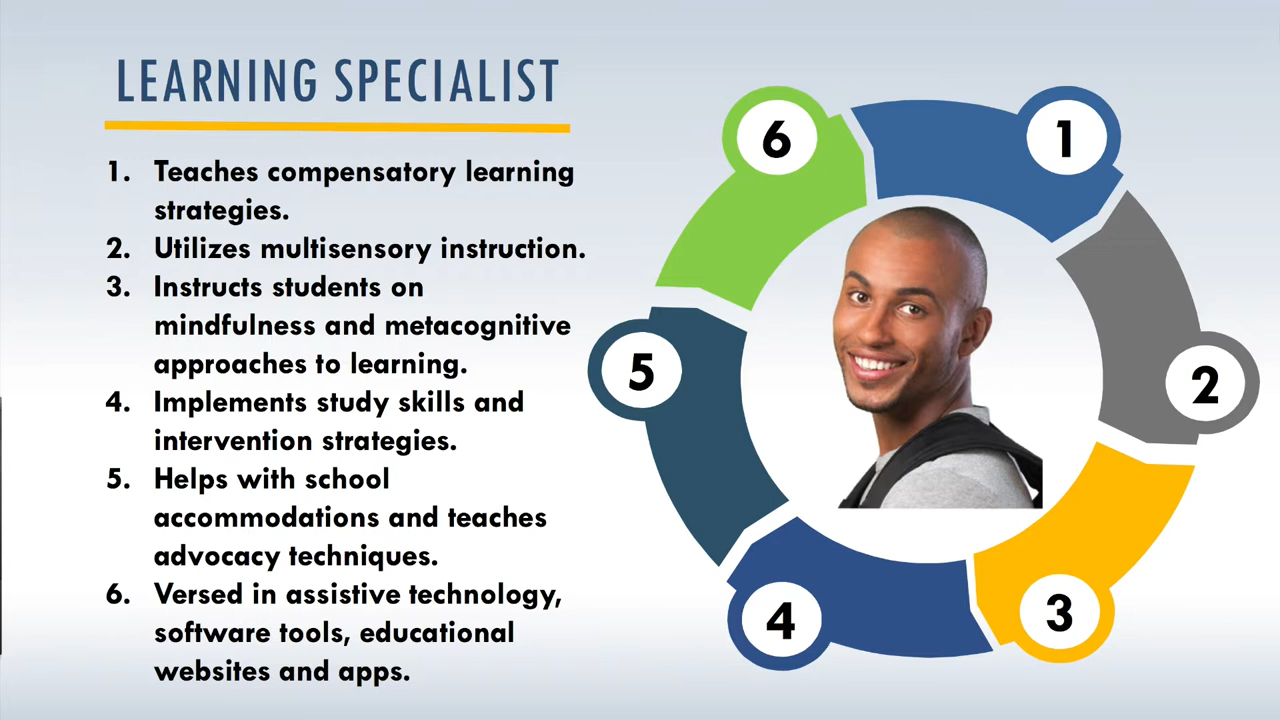 LEARNING SPECIALIST
1. Teaches compensatory learning
strategies.
2. Utilizes multisensory instruction.
3. Instructs students on
mindfulness and metacognitive
approaches to learning.
4. Implements study skills and
intervention strategies.
5. Helps with school
accommodations and teaches
advocacy techniques.
6. Versed in assistive technology,
software tools, educational
websites and apps.
6
1
5
2
4
3